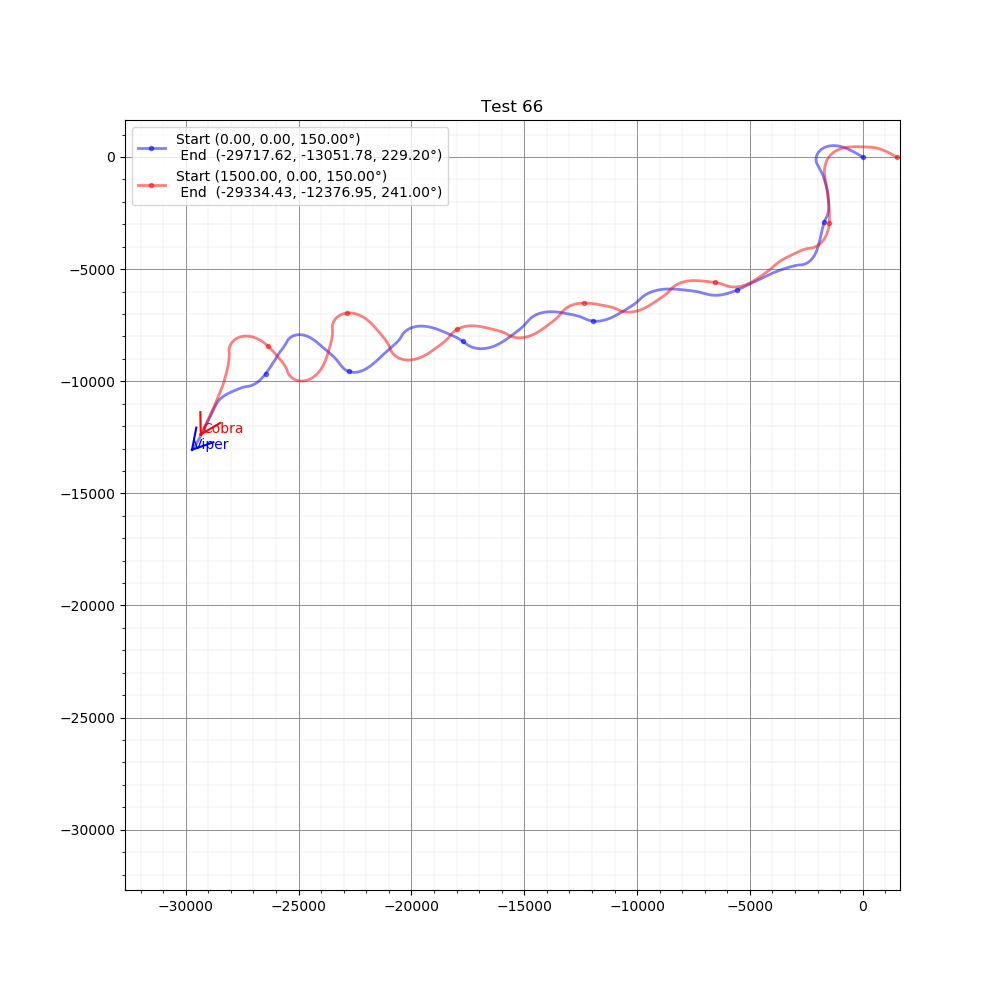 Test 66
Start (0.00, 0.00, 150.00°)
End (-29717.62, -13051.78, 229.20°)
Start (1500.00, 0.00, 150.00°)
End (-29334.43, -12376.95, 241.00°)
0
−5000
−10000
−15000
−20000
−25000
−30000
Cobra
Viper
−30000 −25000 −20000 −15000 −10000 −5000 0